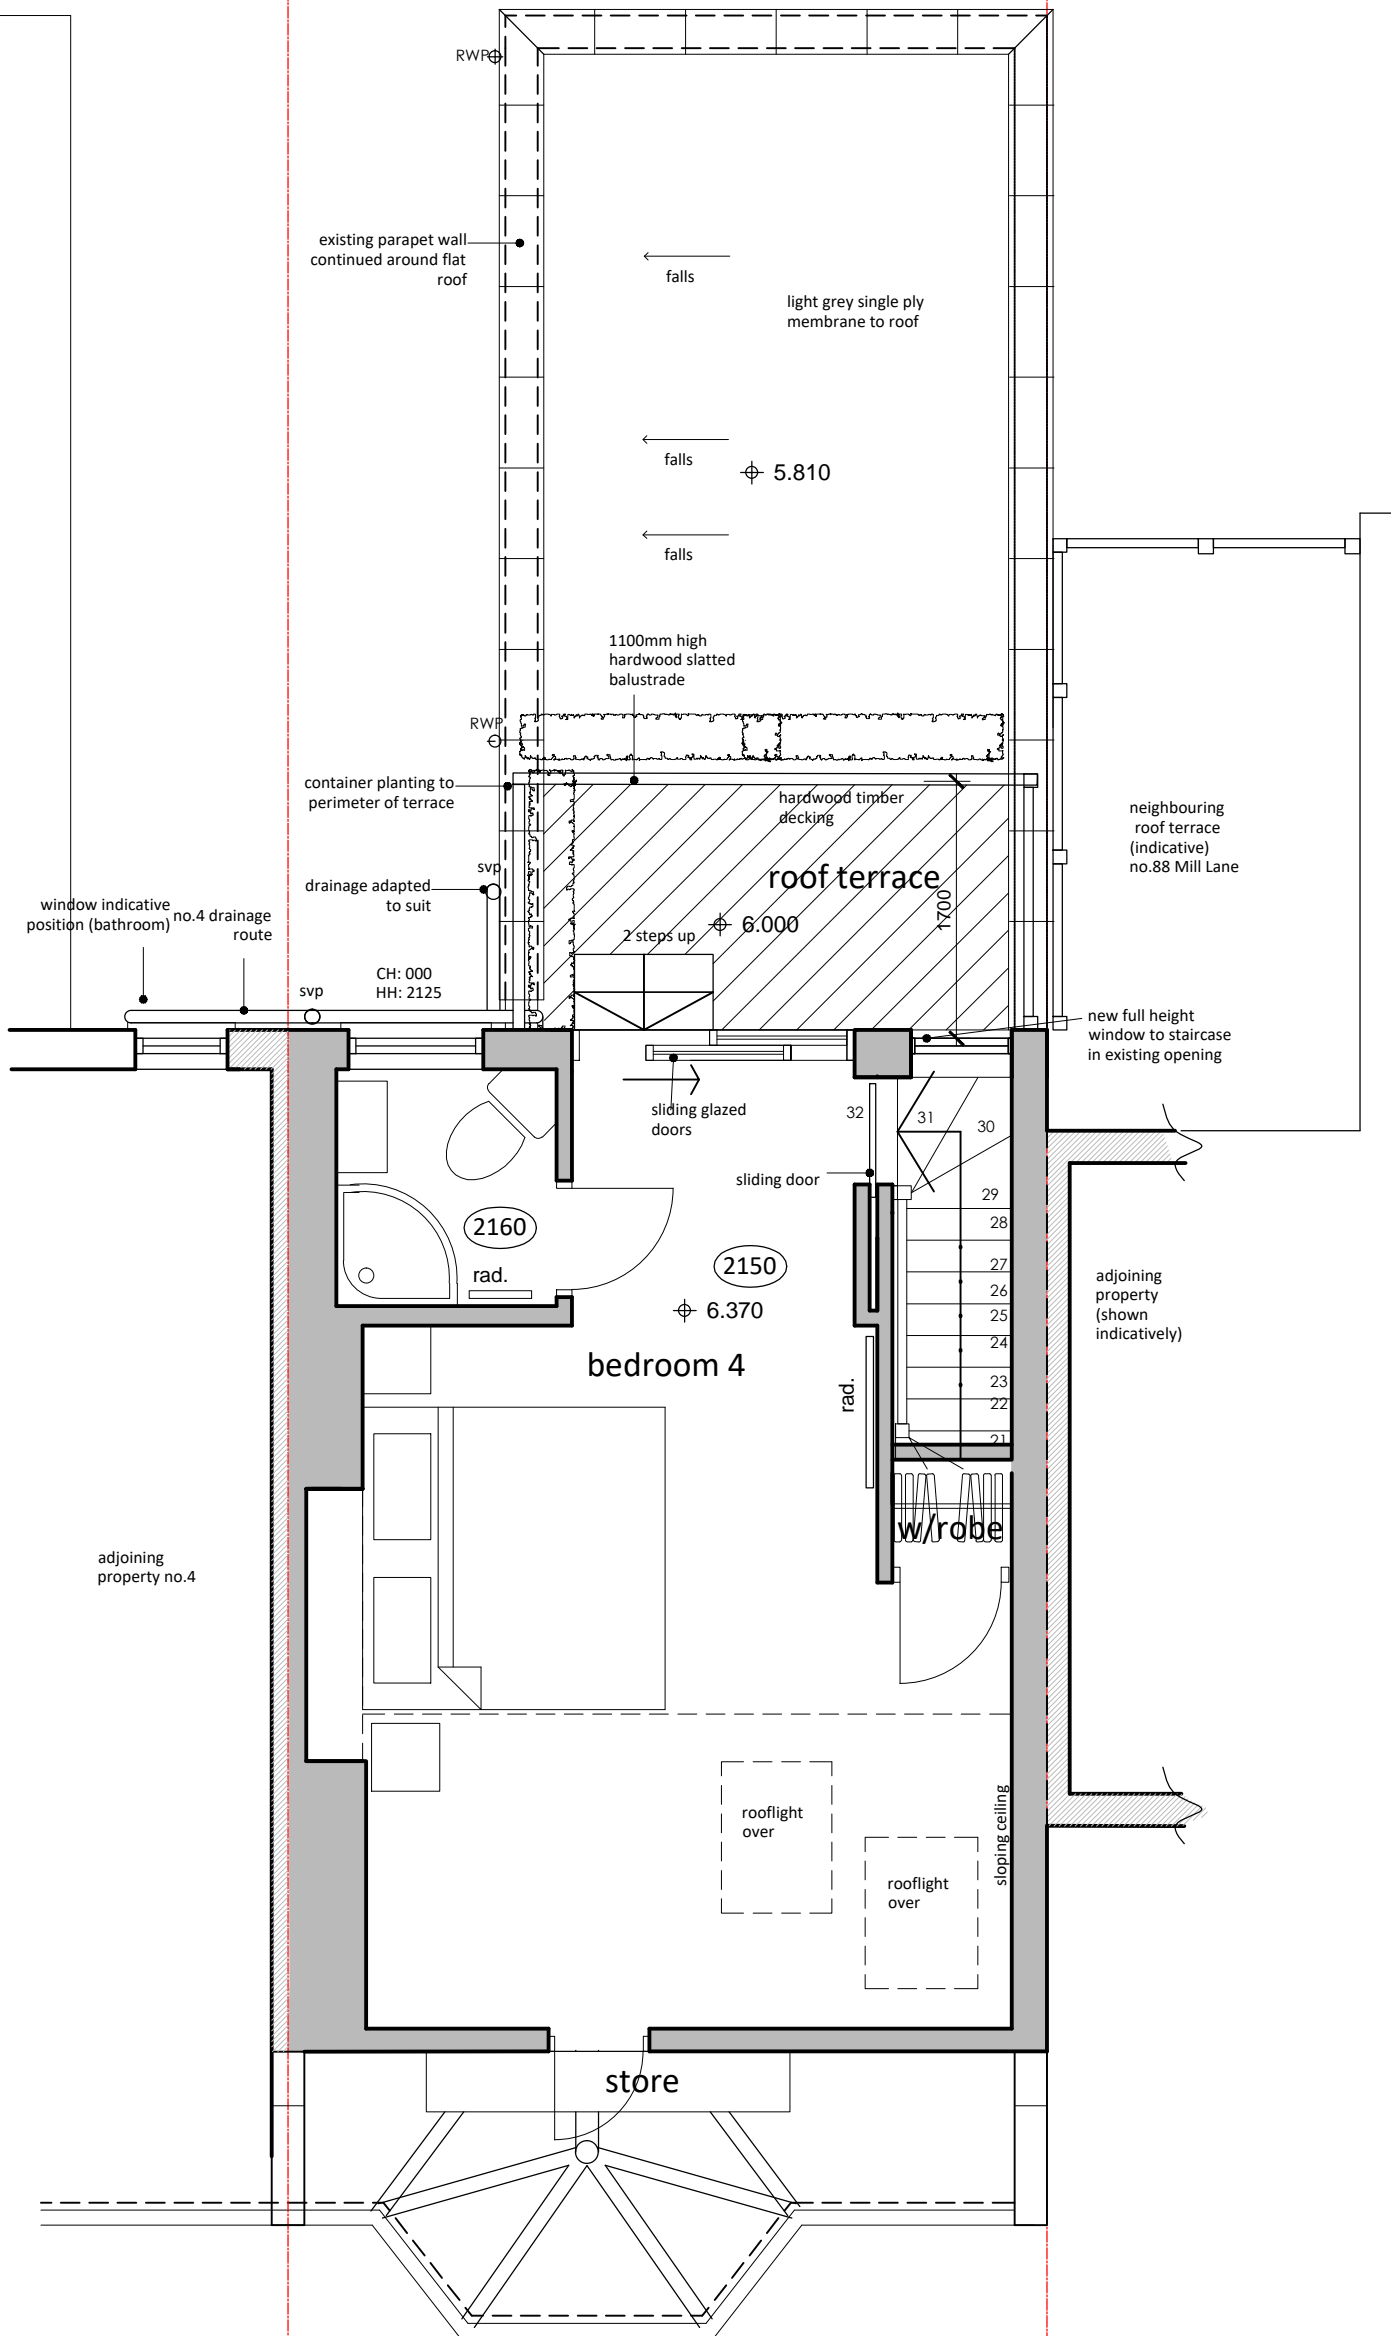 RWP
existing parapet wall
continued around flat
roof
falls
light grey single ply
membrane to roof
falls
5.810
falls
1100mm high
hardwood slatted
balustrade
RWP
container planting to
perimeter of terrace
hardwood timber
decking
neighbouring
roof terrace
(indicative)
no.88 Mill Lane
svp
drainage adapted
to suit
roof terrace
1700
window indicative
position (bathroom)
no.4 drainage
route
2 steps up
6.000
CH: 000
HH: 2125
svp
new full height
window to staircase
in existing opening
sliding glazed
doors
32
31
30
sliding door
29
28
27
26
25
24
23
22
21
2160
rad.
2150
6.370
bedroom 4
rad.
adjoining
property
(shown
indicatively)
w/robe
adjoining
property no.4
rooflight
over
rooflight
over
sloping ceiling
store